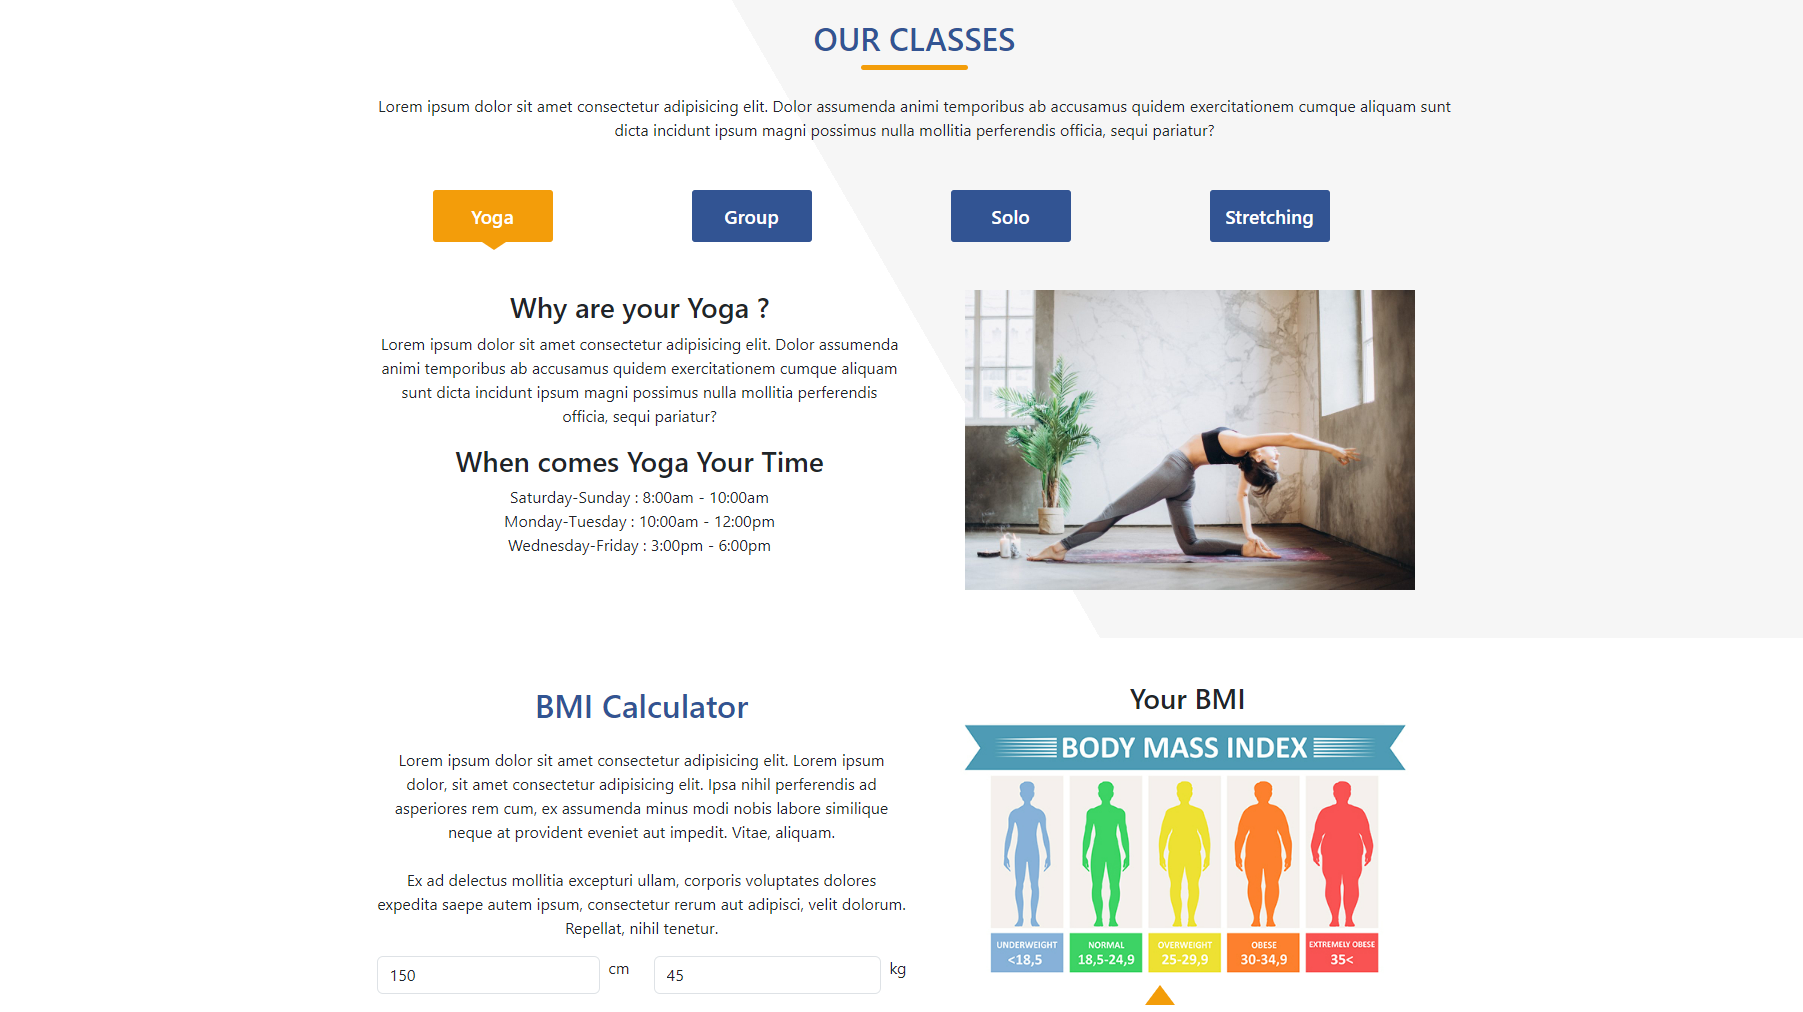 OUR CLASSES
Lorem ipsum dolor sit amet consectetur adipisicing elit. Dolor assumenda animi temporibus ab accusamus quidem exercitationem cumque aliquam sunt
dicta incidunt ipsum magni possimus nulla mollitia perferendis officia, sequi pariatur?
Yoga
Group
Solo
Stretching
Why are your Yoga ?
Lorem ipsum dolor sit amet consectetur adipisicing elit. Dolor assumenda
animi temporibus ab accusamus quidem exercitationem cumque aliquam
sunt dicta incidunt ipsum magni possimus nulla mollitia perferendis
officia, sequi pariatur?
When comes Yoga Your Time
Saturday-Sunday : 8:00am - 10:00am
Monday-Tuesday : 10:00am - 12:00pm
Wednesday-Friday : 3:00pm - 6:00pm
BMI Calculator
Lorem ipsum dolor sit amet consectetur adipisicing elit. Lorem ipsum
dolor, sit amet consectetur adipisicing elit. Ipsa nihil perferendis ad
asperiores rem cum, ex assumenda minus modi nobis labore similique
neque at provident eveniet aut impedit. Vitae, aliquam.
Ex ad delectus mollitia excepturi ullam, corporis voluptates dolores
expedita saepe autem ipsum, consectetur rerum aut adipisci, velit dolorum.
Repellat, nihil tenetur.
150 cm 45 kg
Your BMI
BODY MASS INDEX
UNDERWEIGHT
<18,5
NORMAL
18,5-24,9
OVERWEIGHT
25-29,9
OBESE
30-34,9
EXTREMELY OBESE
35<